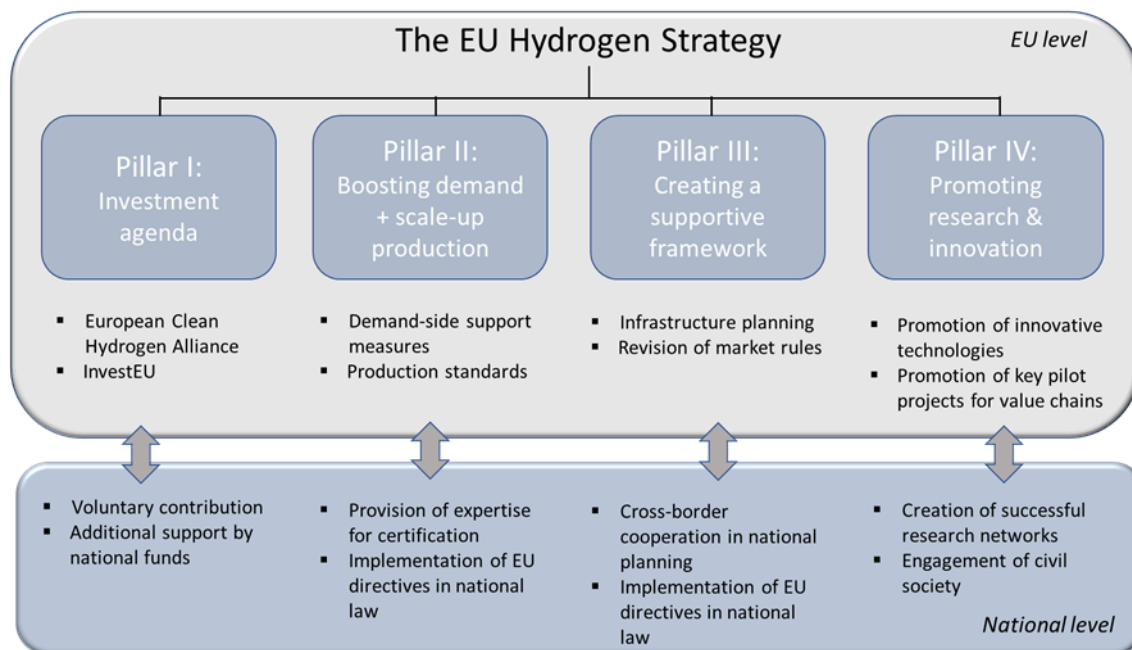 The EU Hydrogen Strategy
EU level
Pillar I:
Investment
agenda
Pillar II:
Boosting demand
+ scale-up
production
Pillar III:
Creating a
supportive
framework
Pillar IV:
Promoting
research &
innovation
▪ European Clean
Hydrogen Alliance
▪ InvestEU
▪ Demand-side support
measures
▪ Production standards
▪ Infrastructure planning
▪ Revision of market rules
▪ Promotion of innovative
technologies
▪ Promotion of key pilot
projects for value chains
▪ Voluntary contribution
▪ Additional support by
national funds
▪ Provision of expertise
for certification
▪ Implementation of EU
directives in national
law
▪ Cross-border
cooperation in national
planning
▪ Implementation of EU
directives in national
law
▪ Creation of successful
research networks
▪ Engagement of civil
society
National level